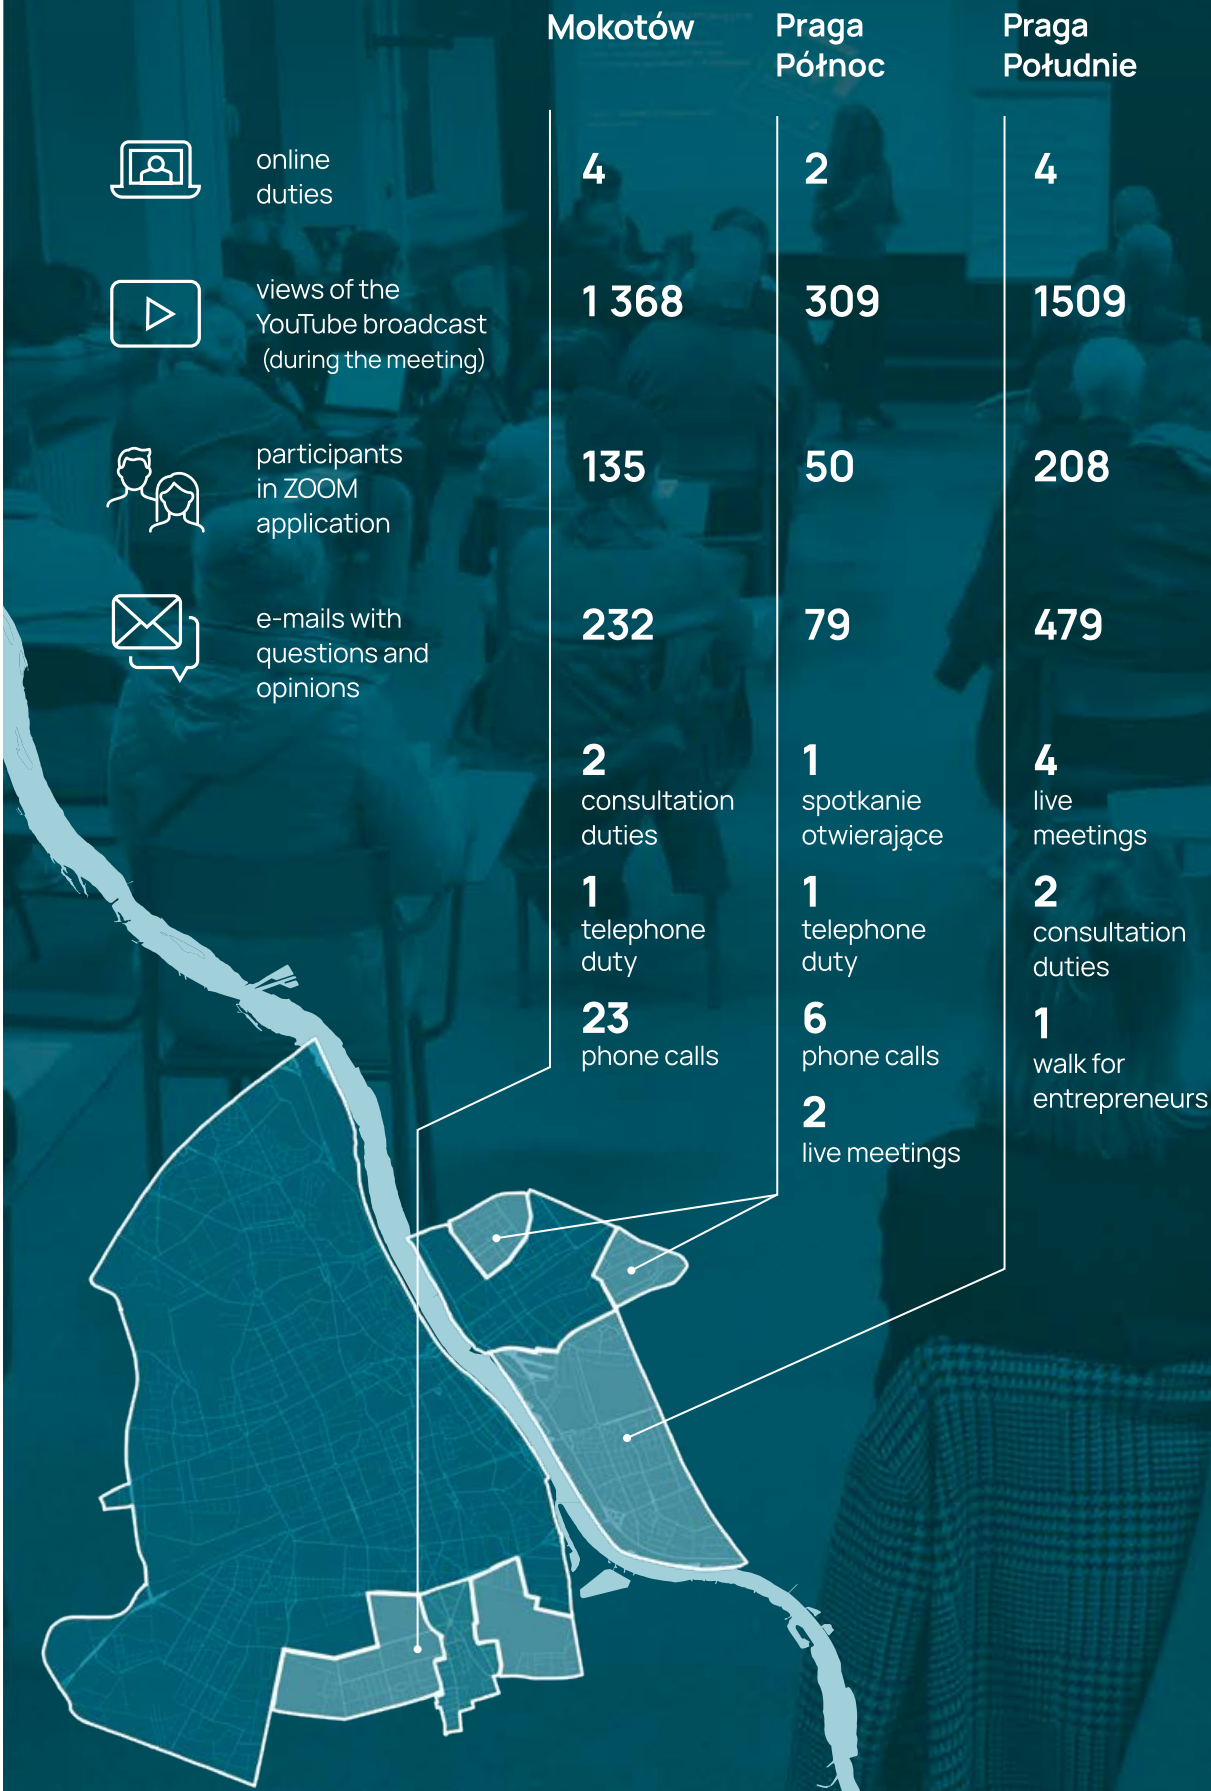 Mokotów
Praga
Północ
Praga
Południe
online
duties
4
2
4
views of the
YouTube broadcast
(during the meeting)
1 368
309
1509
participants
in ZOOM
application
135
50
208
e-mails with
questions and
opinions
232
79
479
2
consultation
duties
1
telephone
duty
23
phone calls
1
spotkanie
otwierające
1
telephone
duty
6
phone calls
2
live meetings
4
live
meetings
2
consultation
duties
1
walk for
entrepreneurs